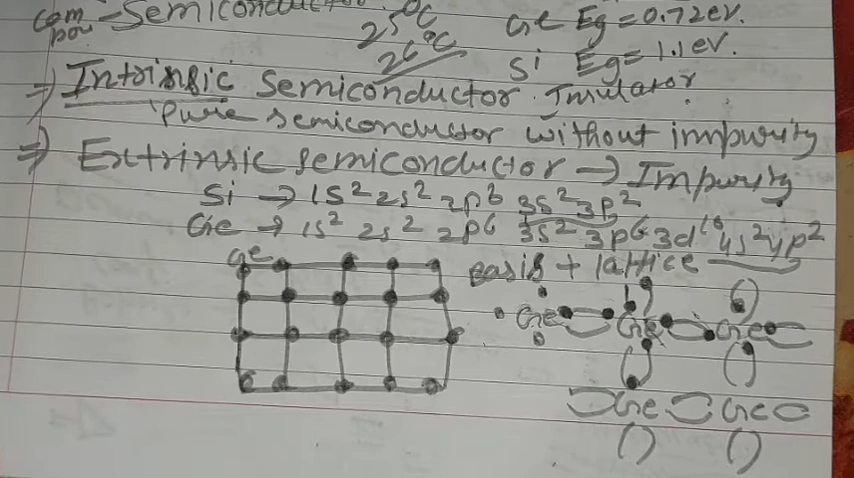 com - Semiconductor 25°C Ge Eg = 0.72 eV.
pou 26°C Si Eg = 1.1 eV.
⇒ Intrinsic Semiconductor. Insulator
Pure semiconductor without impurity
⇒ Extrinsic semiconductor → Impurity
Si → 1s² 2s² 2p⁶ 3s² 3p²
Ge → 1s² 2s² 2p⁶ 3s² 3p⁶ 3d¹⁰ 4s² 4p²
Ge basis + lattice
Ge Ge Ge
Ge Ge